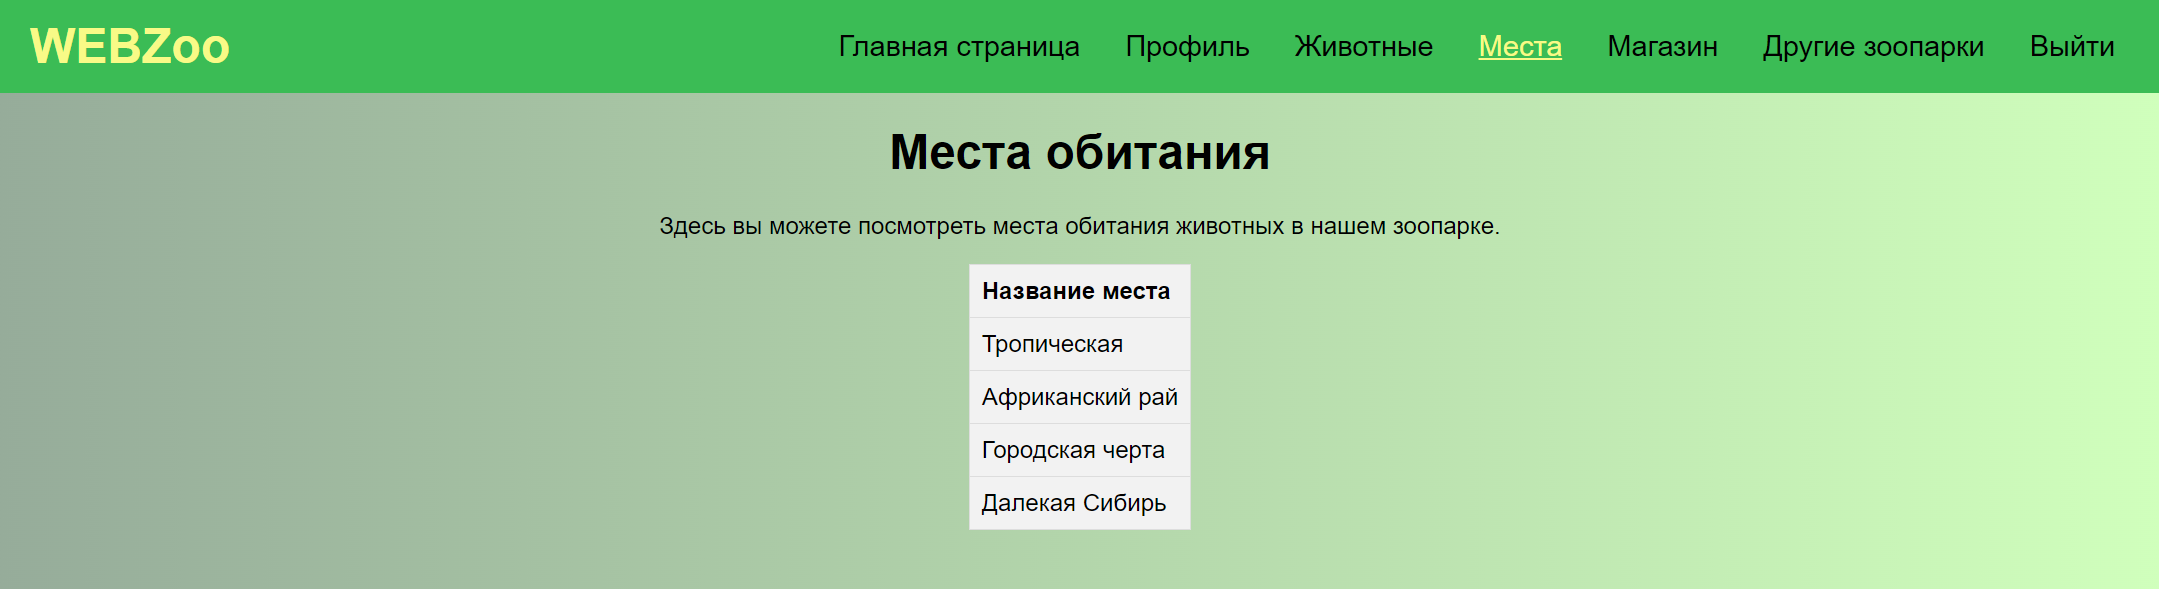 WEBZoo Главная страница Профиль Животные Места Магазин Другие зоопарки Выйти
Места обитания
Здесь вы можете посмотреть места обитания животных в нашем зоопарке.
Название места
Тропическая
Африканский рай
Городская черта
Далекая Сибирь